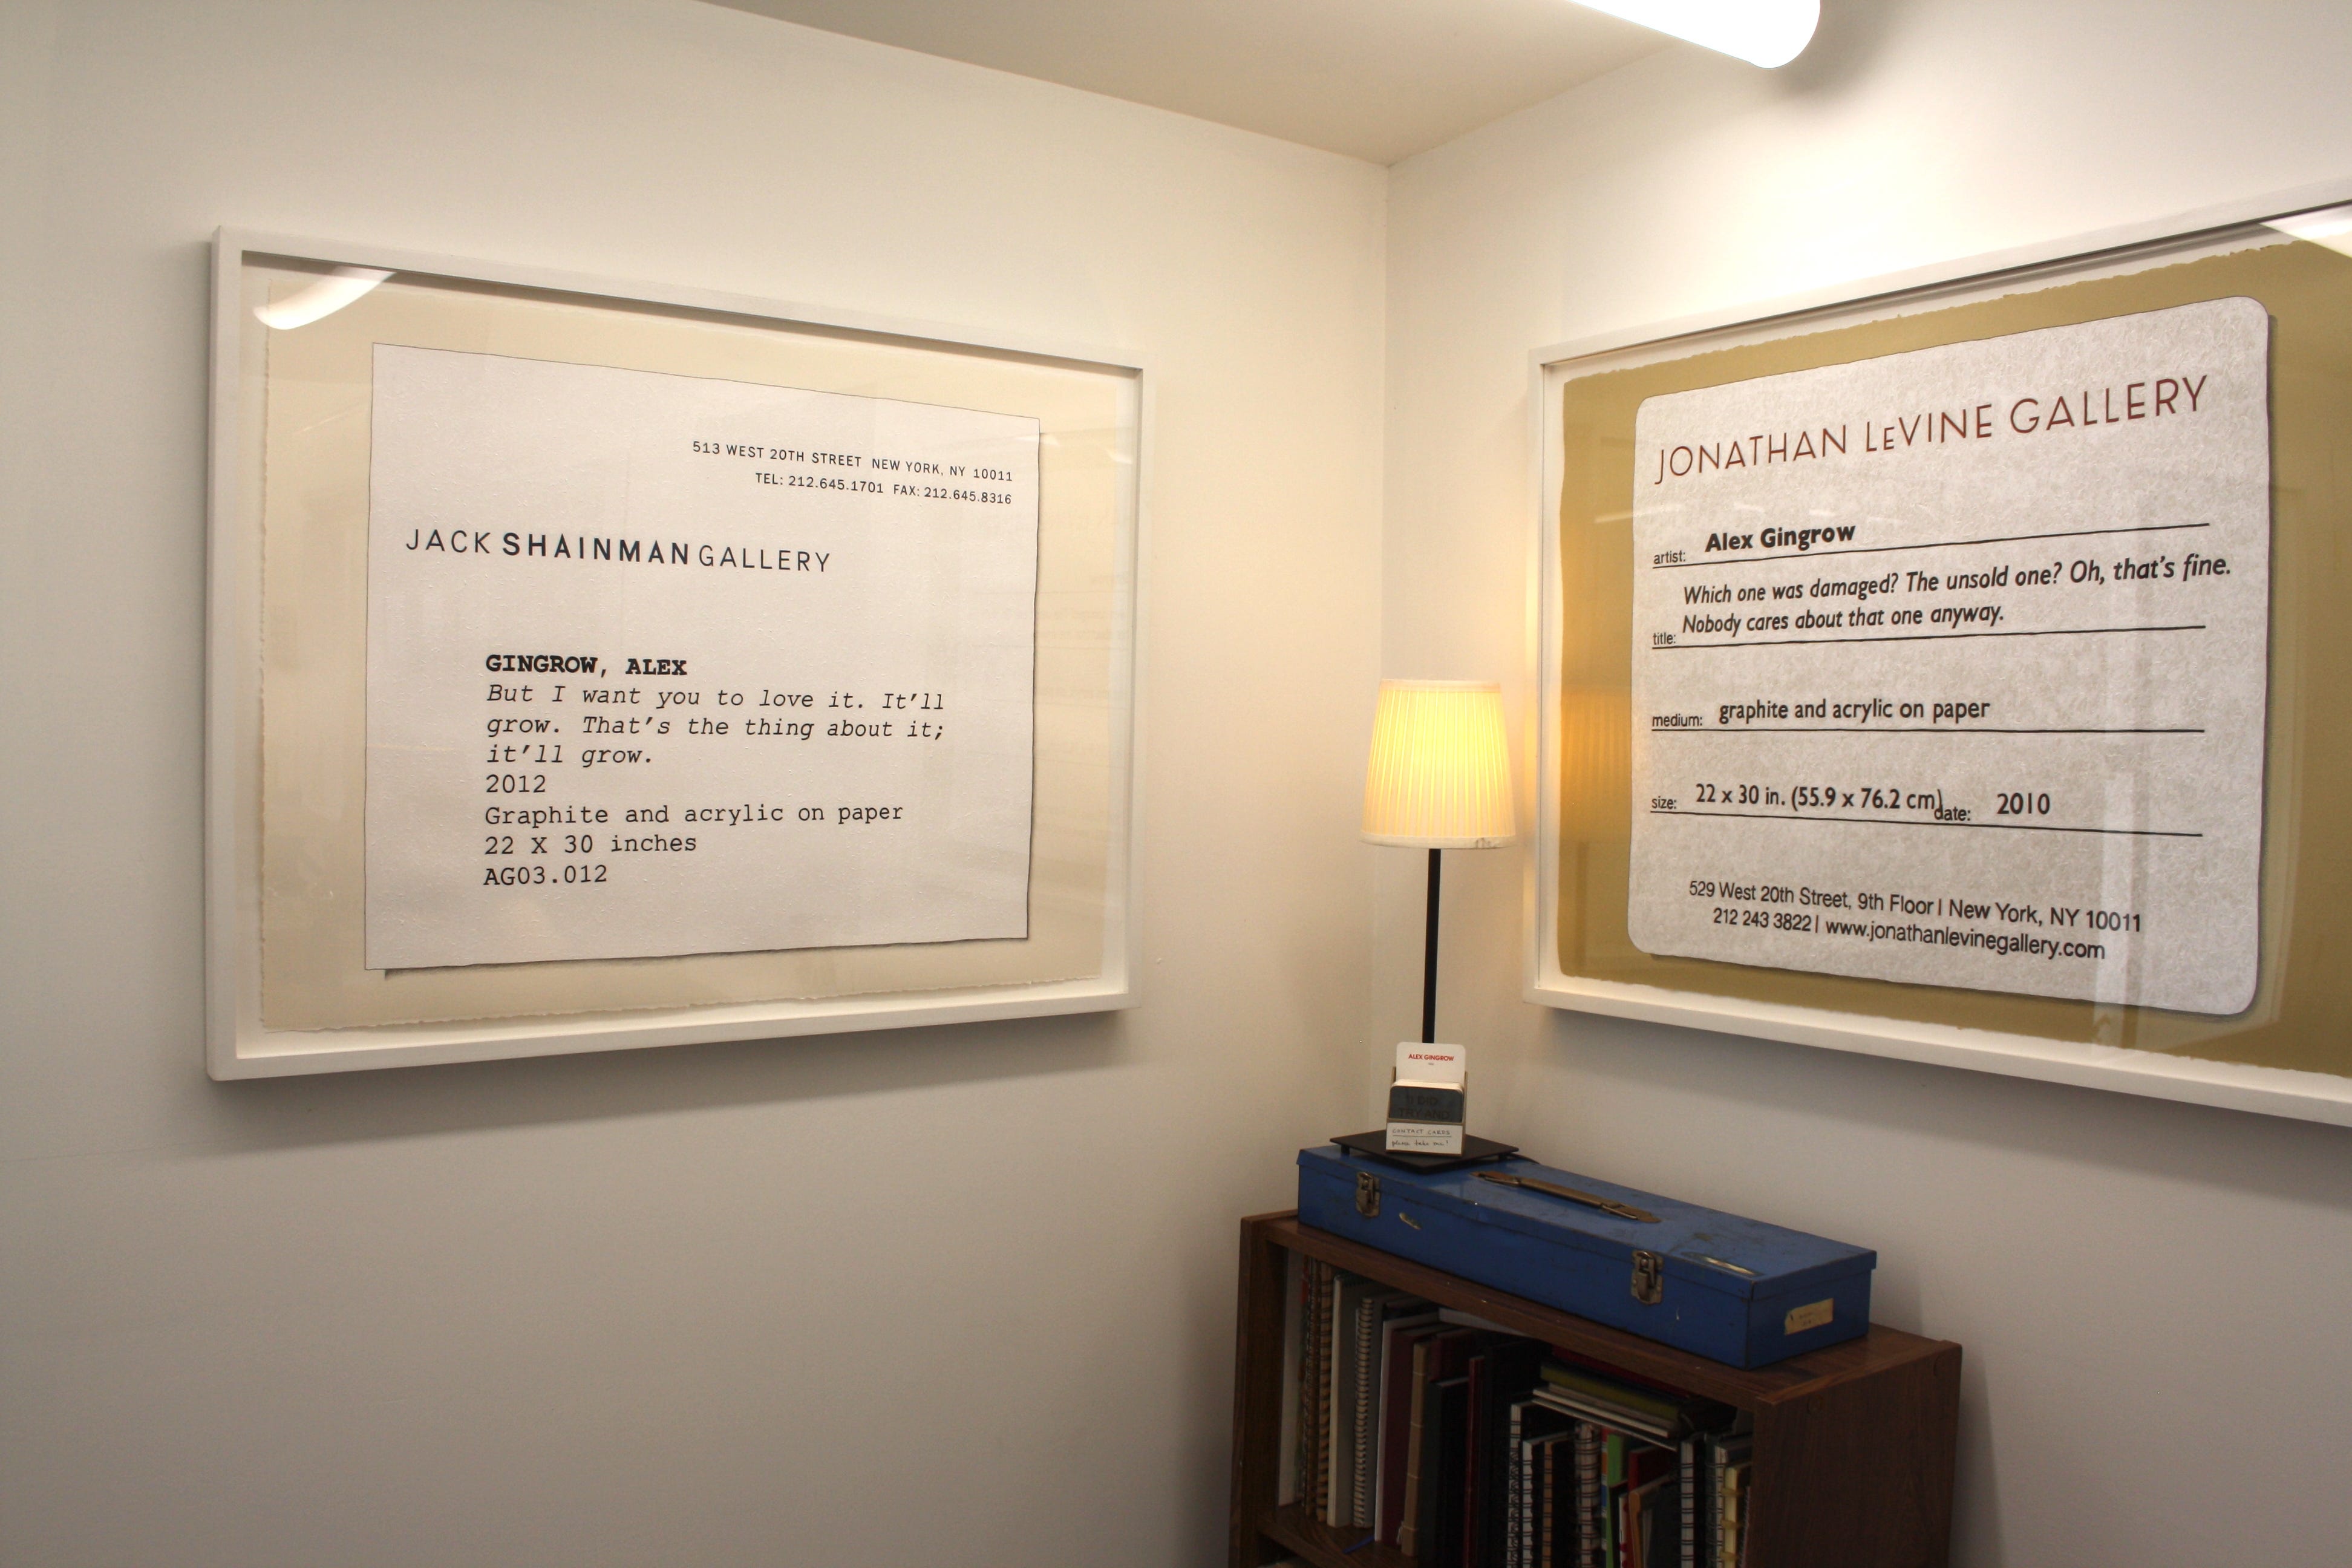 513 WEST 20TH STREET NEW YORK, NY 10011
TEL: 212.645.1701 FAX: 212.645.8316
JACK SHAINMAN GALLERY
GINGROW, ALEX
But I want you to love it. It'll
grow. That's the thing about it;
it'll grow.
2012
Graphite and acrylic on paper
22 X 30 inches
AG03.012
JONATHAN LEVINE GALLERY
artist: Alex Gingrow
Which one was damaged? The unsold one? Oh, that's fine.
title: Nobody cares about that one anyway.
medium: graphite and acrylic on paper
size: 22 x 30 in. (55.9 x 76.2 cm) date: 2010
529 West 20th Street, 9th Floor | New York, NY 10011
212 243 3822 | www.jonathanlevinegallery.com
ALEX GINGROW
CONTACT CARDS
please take one!